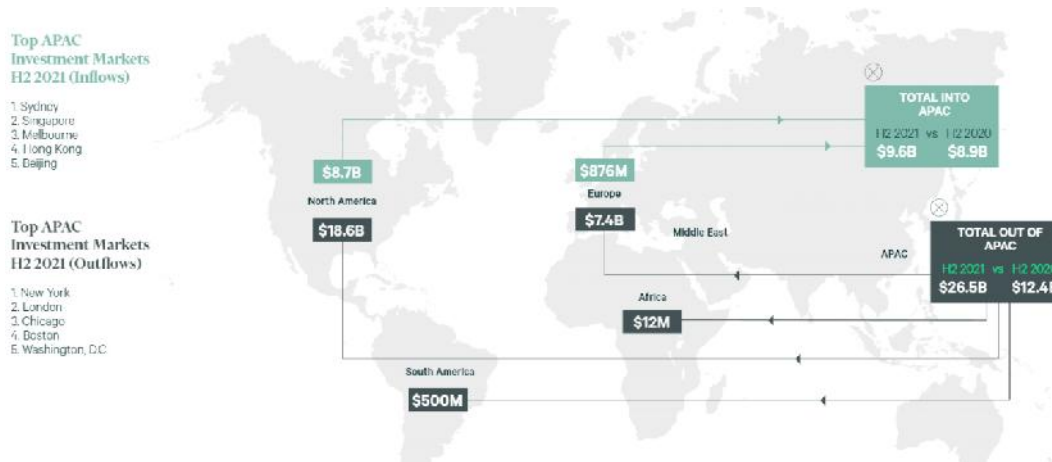 Top APAC
Investment Markets
H2 2021 (Inflows)
1. Sydney
2. Singapore
3. Melbourne
4. Hong Kong
5. Beijing
Top APAC
Investment Markets
H2 2021 (Outflows)
1. New York
2. London
3. Chicago
4. Boston
5. Washington, D.C
TOTAL INTO
APAC
H2 2021 vs H2 2020
$9.6B $8.9B
$8.7B
North America
$18.6B
$876M
Europe
$7.4B
Middle East
APAC
TOTAL OUT OF
APAC
H2 2021 vs H2 202
$26.5B $12.4B
Africa
$12M
South America
$500M